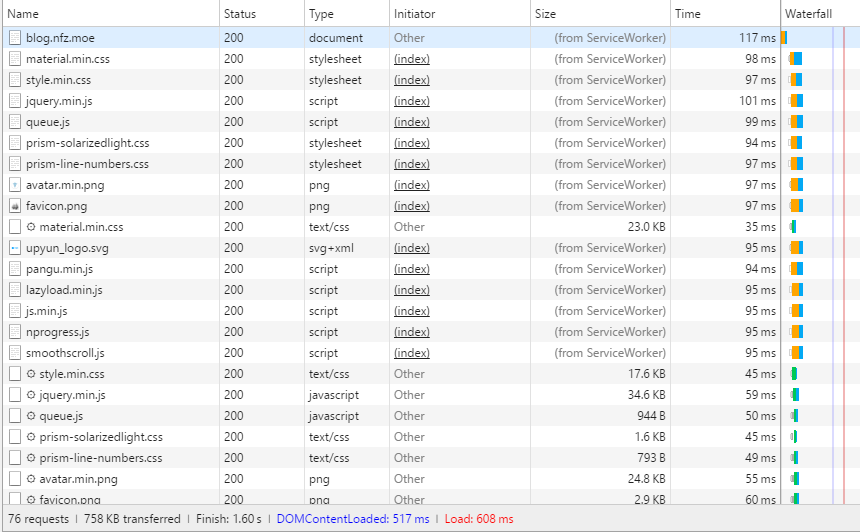 Name Status Type Initiator Size Time Waterfall
blog.nfz.moe 200 document Other (from ServiceWorker) 117 ms
material.min.css 200 stylesheet (index) (from ServiceWorker) 98 ms
style.min.css 200 stylesheet (index) (from ServiceWorker) 97 ms
jquery.min.js 200 script (index) (from ServiceWorker) 101 ms
queue.js 200 script (index) (from ServiceWorker) 99 ms
prism-solarizedlight.css 200 stylesheet (index) (from ServiceWorker) 94 ms
prism-line-numbers.css 200 stylesheet (index) (from ServiceWorker) 97 ms
avatar.min.png 200 png (index) (from ServiceWorker) 97 ms
favicon.png 200 png (index) (from ServiceWorker) 97 ms
material.min.css 200 text/css Other 23.0 KB 35 ms
upyun_logo.svg 200 svg+xml (index) (from ServiceWorker) 95 ms
pangu.min.js 200 script (index) (from ServiceWorker) 94 ms
lazyload.min.js 200 script (index) (from ServiceWorker) 95 ms
js.min.js 200 script (index) (from ServiceWorker) 95 ms
nprogress.js 200 script (index) (from ServiceWorker) 95 ms
smoothscroll.js 200 script (index) (from ServiceWorker) 95 ms
style.min.css 200 text/css Other 17.6 KB 45 ms
jquery.min.js 200 javascript Other 34.6 KB 59 ms
queue.js 200 javascript Other 944 B 50 ms
prism-solarizedlight.css 200 text/css Other 1.6 KB 45 ms
prism-line-numbers.css 200 text/css Other 793 B 49 ms
avatar.min.png 200 png Other 24.8 KB 55 ms
favicon.png 200 png Other 2.9 KB 60 ms
76 requests | 758 KB transferred | Finish: 1.60 s | DOMContentLoaded: 517 ms | Load: 608 ms